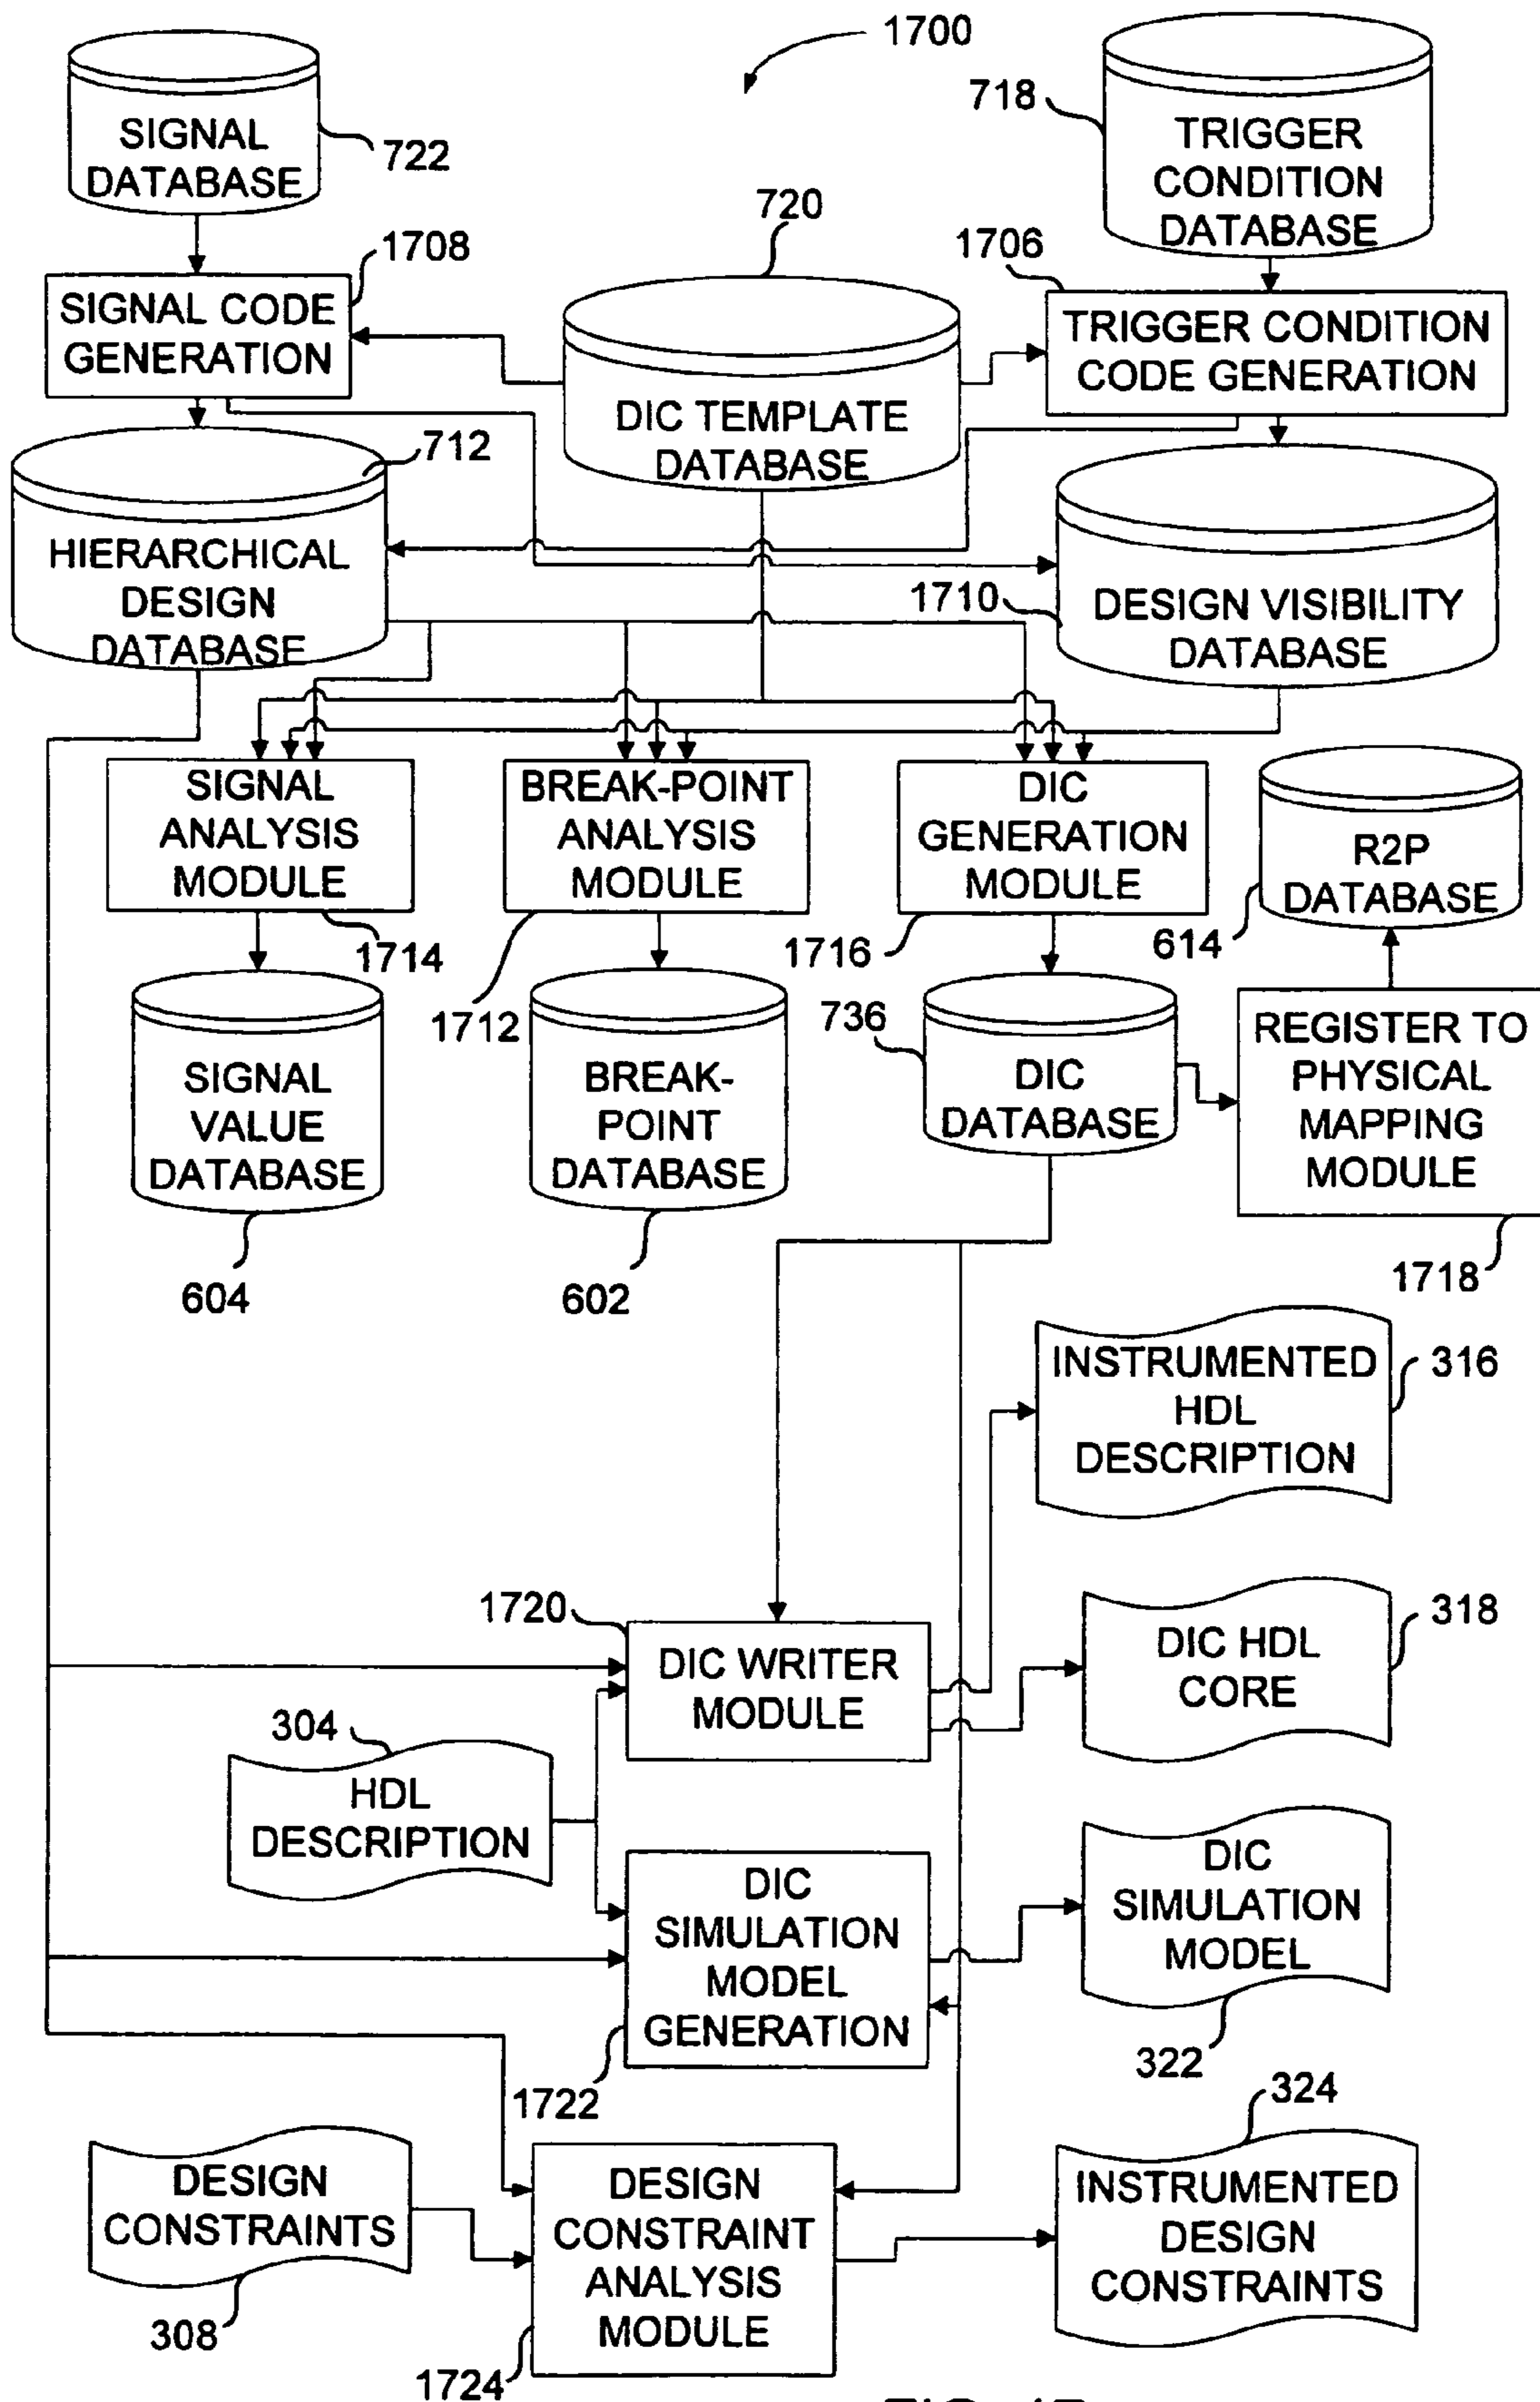 1700
SIGNAL
DATABASE
722
718
TRIGGER
CONDITION
DATABASE
720
1708
1706
SIGNAL CODE
GENERATION
DIC TEMPLATE
DATABASE
TRIGGER CONDITION
CODE GENERATION
712
HIERARCHICAL
DESIGN
DATABASE
1710
DESIGN VISIBILITY
DATABASE
SIGNAL
ANALYSIS
MODULE
1714
BREAK-POINT
ANALYSIS
MODULE
1712
DIC
GENERATION
MODULE
1716
R2P
DATABASE
614
SIGNAL
VALUE
DATABASE
604
BREAK-
POINT
DATABASE
602
736
DIC
DATABASE
REGISTER TO
PHYSICAL
MAPPING
MODULE
1718
INSTRUMENTED
HDL
DESCRIPTION
316
1720
DIC WRITER
MODULE
DIC HDL
CORE
318
304
HDL
DESCRIPTION
DIC
SIMULATION
MODEL
GENERATION
1722
DIC
SIMULATION
MODEL
322
DESIGN
CONSTRAINTS
308
DESIGN
CONSTRAINT
ANALYSIS
MODULE
1724
324
INSTRUMENTED
DESIGN
CONSTRAINTS